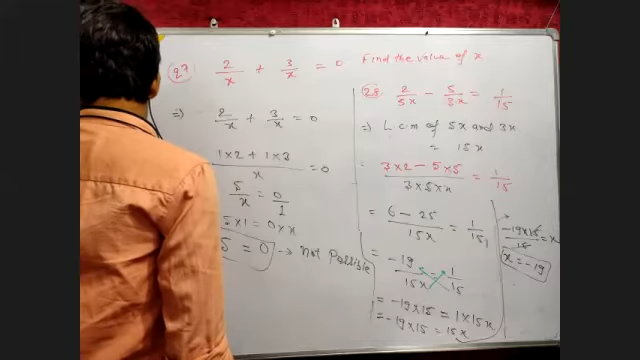 27 2/x + 3/x = 0 Find the value of x
⇒ 2/x + 3/x = 0
1×2 + 1×3 / x = 0
5/x = 0/1
5×1 = 0×x
5 = 0 → Not Possible
28 2/5x - 5/3x = 1/15
⇒ L.c.m of 5x and 3x
= 15x
= 3×2 - 5×5 / 3×5×x = 1/15
= 6 - 25 / 15x = 1/15
= -19/15x = 1/15
= -19×15 = 1×15x
= -19×15 = 15x
→ -19×15/15 = x
x = -19